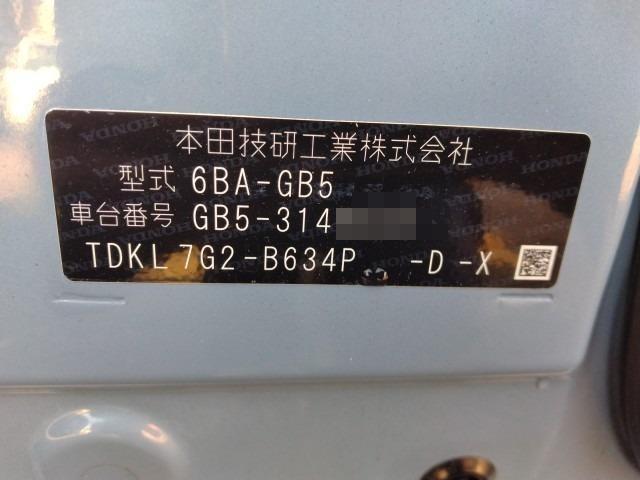 本田技研工業株式会社
型式 6BA-GB5
車台番号 GB5-314
TDKL7G2-B634P -D-X